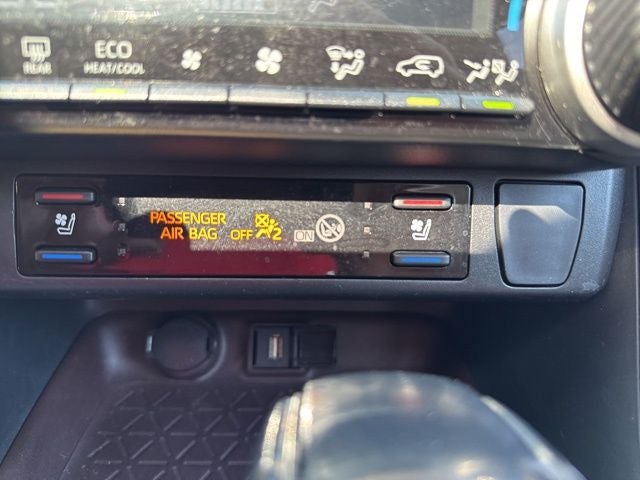 REAR
ECO
HEAT/COOL
PASSENGER
AIR BAG OFF 2 ON